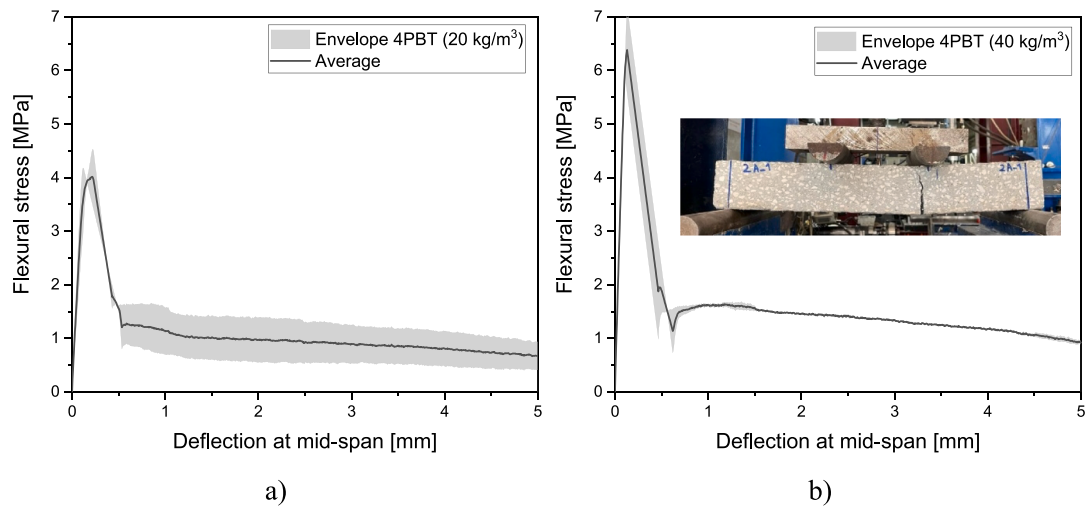 a)
Flexural stress [MPa]
7
6
5
4
3
2
1
0
Envelope 4PBT (20 kg/m³)
Average
0 1 2 3 4 5
Deflection at mid-span [mm]
b)
Flexural stress [MPa]
7
6
5
4
3
2
1
0
Envelope 4PBT (40 kg/m³)
Average
2A-1 2A-1
0 1 2 3 4 5
Deflection at mid-span [mm]
a)
b)